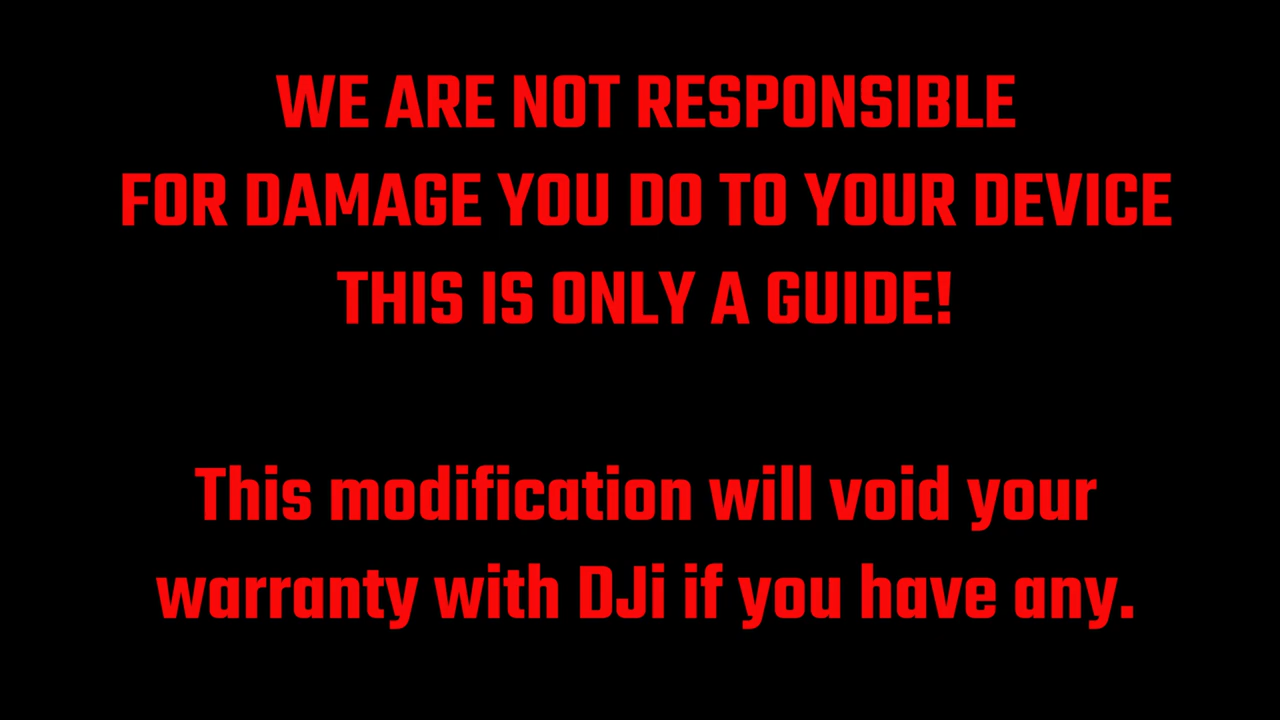 WE ARE NOT RESPONSIBLE
FOR DAMAGE YOU DO TO YOUR DEVICE
THIS IS ONLY A GUIDE!
This modification will void your
warranty with DJi if you have any.